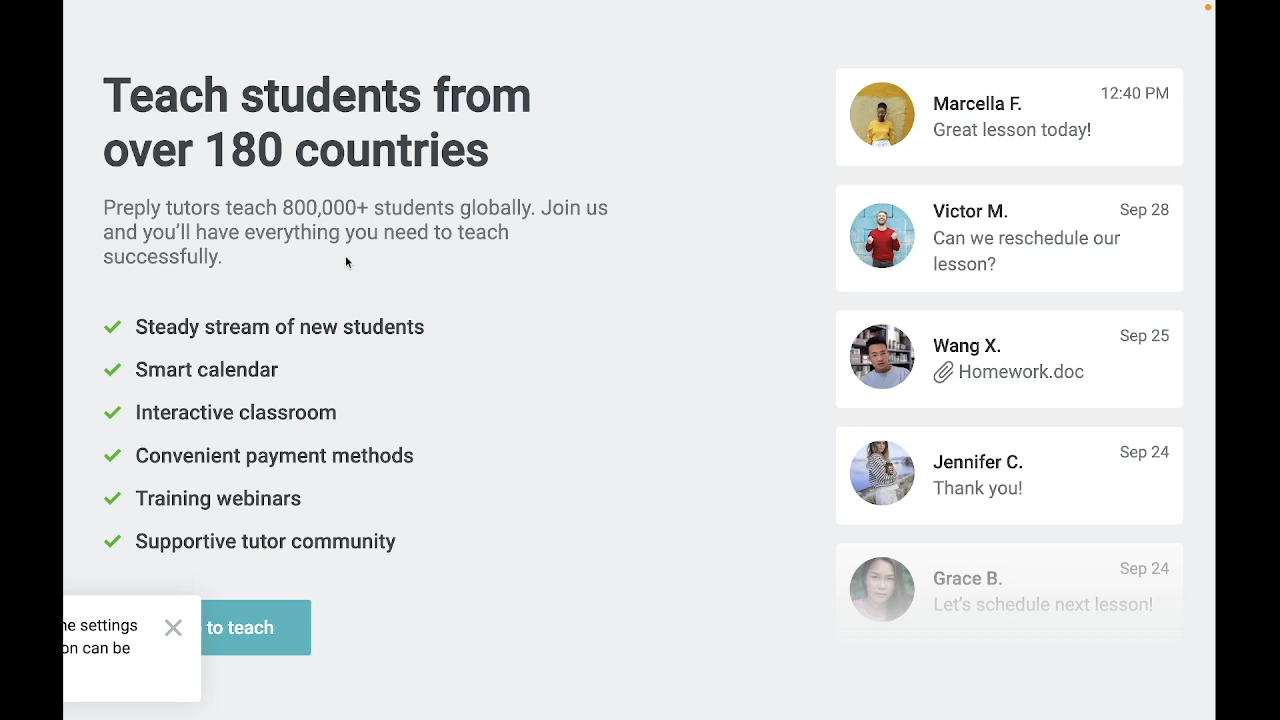 Teach students from
over 180 countries
Preply tutors teach 800,000+ students globally. Join us
and you'll have everything you need to teach
successfully.
Steady stream of new students
Smart calendar
Interactive classroom
Convenient payment methods
Training webinars
Supportive tutor community
settings
can be
to teach
Marcella F.
12:40 PM
Great lesson today!
Victor M.
Sep 28
Can we reschedule our
lesson?
Wang X.
Sep 25
Homework.doc
Jennifer C.
Sep 24
Thank you!
Grace B.
Sep 24
Let's schedule next lesson!